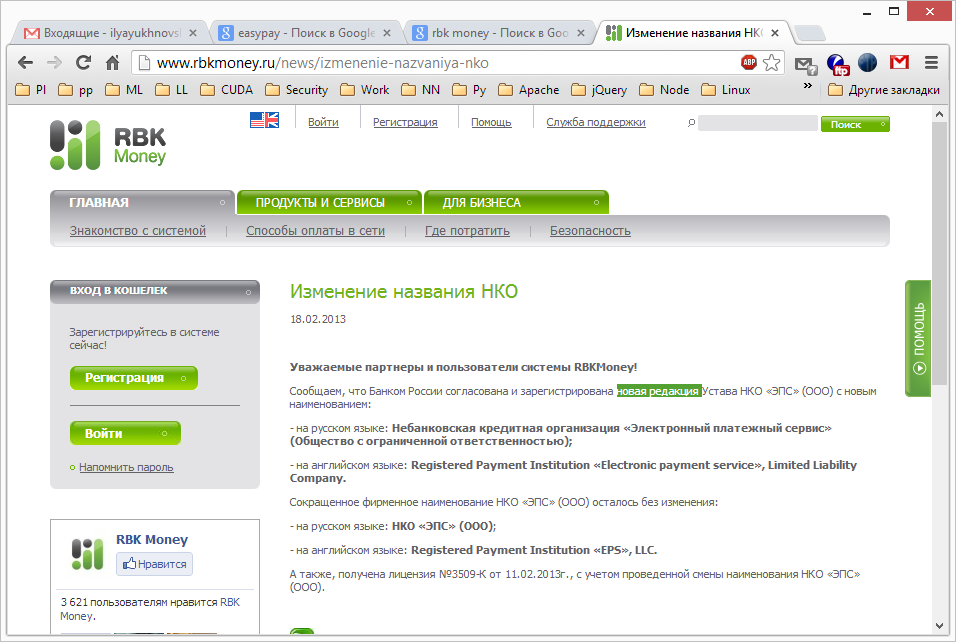 Входящие - ilyayukhnovs
easypay - Поиск в Google
rbk money - Поиск в Goo
Изменение названия НК
www.rbkmoney.ru/news/izmenenie-nazvaniya-nko
ABP
PI
pp
ML
LL
CUDA
Security
Work
NN
Py
Apache
jQuery
Node
Linux
»
Другие закладки
RBK
Money
Войти
Регистрация
Помощь
Служба поддержки
Поиск
ГЛАВНАЯ
ПРОДУКТЫ И СЕРВИСЫ
ДЛЯ БИЗНЕСА
Знакомство с системой
Способы оплаты в сети
Где потратить
Безопасность
ВХОД В КОШЕЛЕК
Зарегистрируйтесь в системе
сейчас!
Регистрация
Войти
Напомнить пароль
RBK Money
Нравится
3 621 пользователям нравится RBK
Money.
Изменение названия НКО
18.02.2013
Уважаемые партнеры и пользователи системы RBKMoney!
Сообщаем, что Банком России согласована и зарегистрирована новая редакция Устава НКО «ЭПС» (ООО) с новым
наименованием:
- на русском языке: Небанковская кредитная организация «Электронный платежный сервис»
(Общество с ограниченной ответственностью);
- на английском языке: Registered Payment Institution «Electronic payment service», Limited Liability
Company.
Сокращенное фирменное наименование НКО «ЭПС» (ООО) осталось без изменения:
- на русском языке: НКО «ЭПС» (ООО);
- на английском языке: Registered Payment Institution «EPS», LLC.
А также, получена лицензия №3509-К от 11.02.2013г., с учетом проведенной смены наименования НКО «ЭПС»
(ООО).
ПОМОЩЬ